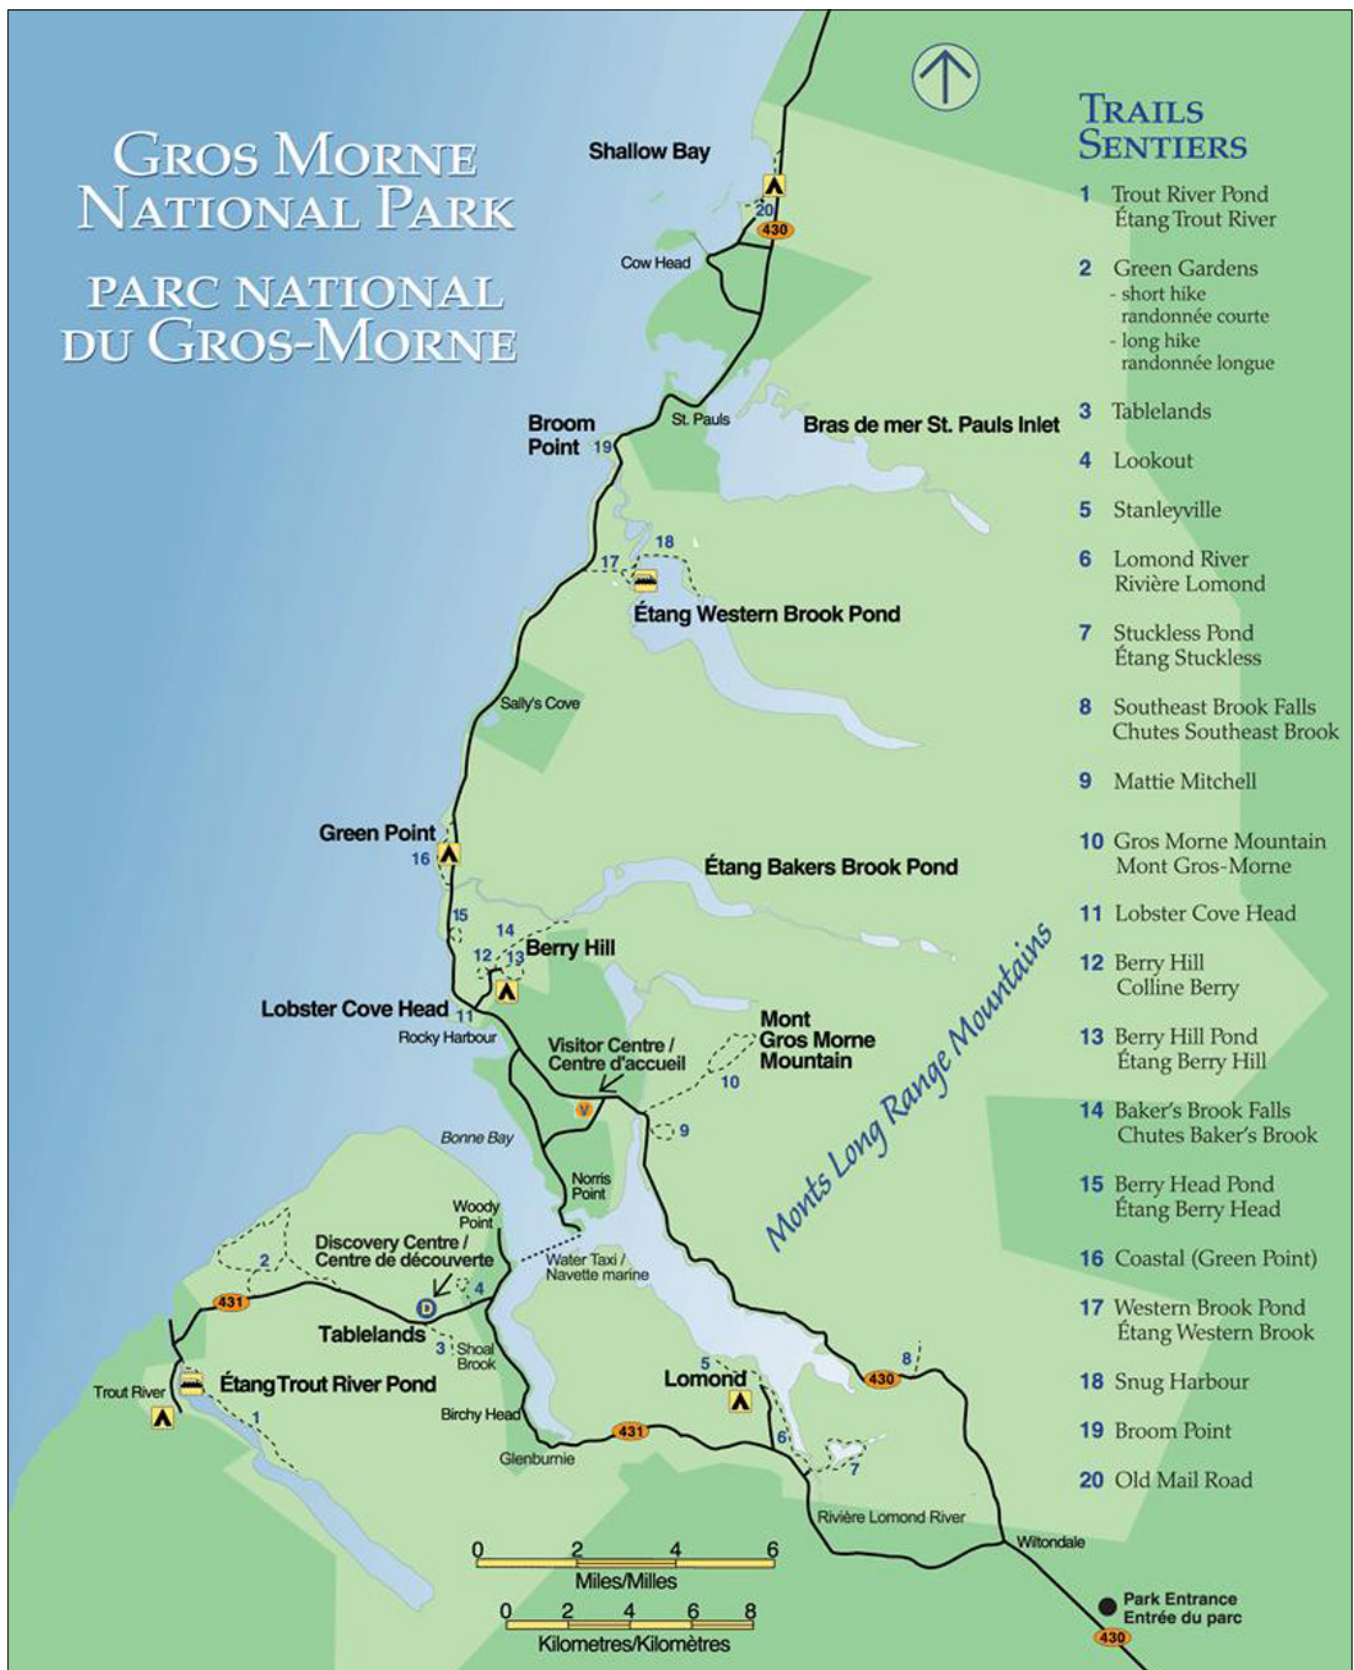 GROS MORNE
NATIONAL PARK
PARC NATIONAL
DU GROS-MORNE
TRAILS
SENTIERS
1 Trout River Pond
Étang Trout River
2 Green Gardens
- short hike
randonnée courte
- long hike
randonnée longue
3 Tablelands
4 Lookout
5 Stanleyville
6 Lomond River
Rivière Lomond
7 Stuckless Pond
Étang Stuckless
8 Southeast Brook Falls
Chutes Southeast Brook
9 Mattie Mitchell
10 Gros Morne Mountain
Mont Gros-Morne
11 Lobster Cove Head
12 Berry Hill
Colline Berry
13 Berry Hill Pond
Étang Berry Hill
14 Baker's Brook Falls
Chutes Baker's Brook
15 Berry Head Pond
Étang Berry Head
16 Coastal (Green Point)
17 Western Brook Pond
Étang Western Brook
18 Snug Harbour
19 Broom Point
20 Old Mail Road
Shallow Bay
20
430
Cow Head
St. Pauls
Bras de mer St. Pauls Inlet
Broom
Point 19
18
17
Étang Western Brook Pond
Sally's Cove
Green Point
16
Étang Bakers Brook Pond
15
14
12 13
Berry Hill
Lobster Cove Head 11
Rocky Harbour
Visitor Centre /
Centre d'accueil
V
Mont
Gros Morne
Mountain
10
9
Monts Long Range Mountains
Bonne Bay
Norris
Point
Woody
Point
Discovery Centre /
Centre de découverte
Water Taxi /
Navette marine
2
4
431
D
Tablelands
3
Shoal
Brook
Étang Trout River Pond
Trout River
1
Birchy Head
Glenburnie
431
5
Lomond
6
7
8
430
Rivière Lomond River
Wiltondale
Park Entrance
Entrée du parc
430
0 2 4 6
Miles/Milles
0 2 4 6 8
Kilometres/Kilomètres